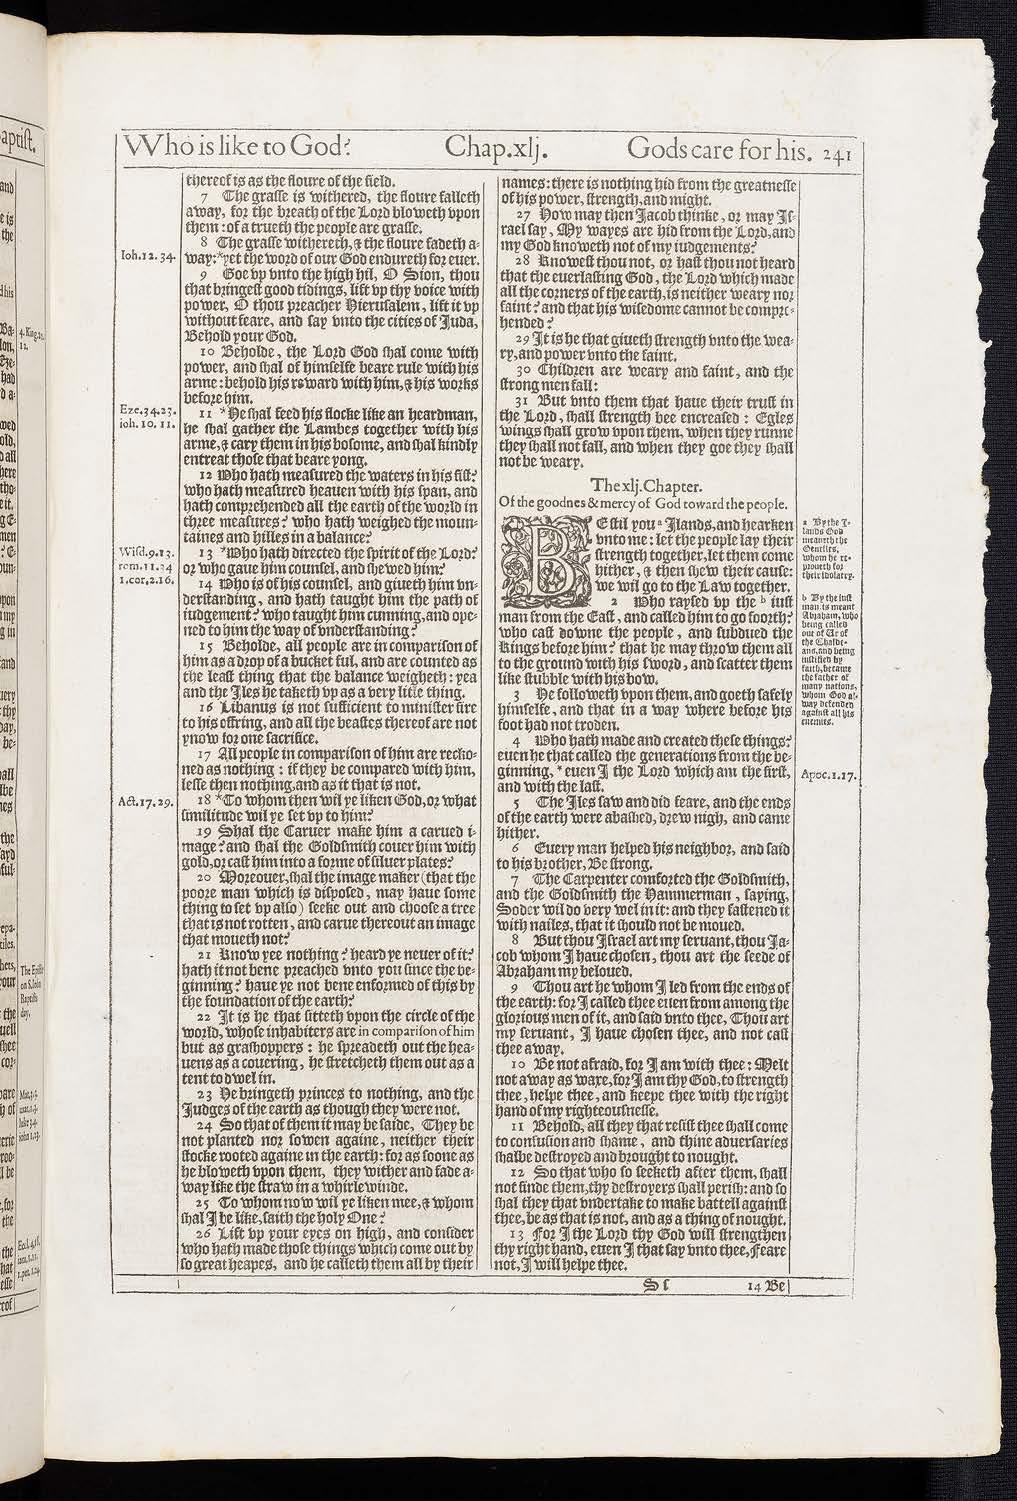 Who is like to God?
Chap.xlj.
Gods care for his. 241
thereof is as the floure of the field.
7 The grasse is withered, the floure falleth
away, for the breath of the Lord bloweth vpon
them: of a trueth the people are grasse.
8 The grasse withereth, & the floure fadeth a-
way: *yet the word of our God endureth for euer.
Ioh.12.34.
9 Goe vp vnto the high hil, O Sion, thou
that bringest good tidings, lift vp thy voice with
power, O thou preacher Hierusalem, lift it vp
without feare, and say vnto the cities of Juda,
Behold your God.
10 Beholde, the Lord God shal come with
power, and shal of himselfe beare rule with his
arme: behold his reward with him, & his works
before him.
Eze.34.23.
ioh.10.11.
11 *He shal feed his flocke like an heardman,
he shal gather the Lambes together with his
arme, & cary them in his bosome, and shal kindly
entreat those that beare yong.
12 Who hath measured the waters in his fist?
who hath measured heauen with his span, and
hath comprehended all the earth of the world in
three measures? who hath weighed the moun-
taines and hilles in a balance?
Wisd.9.13.
rom.11.34
1.cor,2.16.
13 *Who hath directed the spirit of the Lord?
or who gaue him counsel, and shewed him?
14 Who is of his counsel, and giueth him vn-
derstanding, and hath taught him the path of
iudgement? who taught him cunning, and ope-
ned to him the way of vnderstanding?
15 Beholde, all people are in comparison of
him as a drop of a bucket ful, and are counted as
the least thing that the balance weigheth: yea
and the Iles he taketh vp as a very litle thing.
16 Libanus is not sufficient to minister fire
to his offring, and all the beastes thereof are not
ynow for one sacrifice.
17 All people in comparison of him are recko-
ned as nothing: if they be compared with him,
lesse then nothing, and as it that is not.
Act.17.29.
18 *To whom then wil ye liken God, or what
similitude wil ye set vp to him?
19 Shal the Caruer make him a carued i-
mage? and shal the Goldsmith couer him with
gold, or cast him into a forme of siluer plates?
20 Moreouer, shal the image maker (that the
poore man which is disposed, may haue some
thing to set vp also) seeke out and choose a tree
that is not rotten, and carue thereout an image
that moueth not?
21 Know yee nothing? heard ye neuer of it?
hath it not bene preached vnto you since the be-
ginning? haue ye not bene enformed of this by
the foundation of the earth?
22 It is he that sitteth vpon the circle of the
world, whose inhabiters are in comparison of him
but as grashoppers: he spreadeth out the hea-
uens as a couering, he stretcheth them out as a
tent to dwel in.
23 He bringeth princes to nothing, and the
Judges of the earth as though they were not.
24 So that of them it may be saide, They be
not planted nor sowen againe, neither their
stocke rooted againe in the earth: for as soone as
he bloweth vpon them, they wither and fade a-
way like the straw in a whirlewinde.
25 To whom now wil ye liken mee, & whom
shal I be like, saith the holy One?
26 Lift vp your eyes on high, and consider
who hath made those things which come out by
so great heapes, and he calleth them all by their
names: there is nothing hid from the greatnesse
of his power, strength, and might.
27 How may then Jacob thinke, or may Is-
rael say, My wayes are hid from the Lord, and
my God knoweth not of my iudgements?
28 Knowest thou not, or hast thou not heard
that the euerlasting God, the Lord which made
all the corners of the earth, is neither weary nor
faint? and that his wisedome cannot be compre-
hended?
29 It is he that giueth strength vnto the wea-
ry, and power vnto the faint.
30 Children are weary and faint, and the
strong men fall:
31 But vnto them that haue their trust in
the Lord, shall strength bee encreased: Egles
wings shall grow vpon them, when they runne
they shall not fall, and when they goe they shall
not be weary.
The xlj. Chapter.
Of the goodnes & mercy of God toward the people.
BE stil you a Ilands, and hearken
vnto me: let the people lay their
strength together, let them come
hither, & then shew their cause:
we wil go to the Law together.
2 Who raysed vp the b iust
man from the East, and called him to go foorth?
who cast downe the people, and subdued the
Kings before him? that he may throw them all
to the ground with his sword, and scatter them
like stubble with his bow.
3 He followeth vpon them, and goeth safely
himselfe, and that in a way where before his
foot had not troden.
4 Who hath made and created these things?
euen he that called the generations from the be-
ginning, *euen I the Lord which am the first,
and with the last.
5 The Iles saw and did feare, and the ends
of the earth were abashed, drew nigh, and came
hither.
6 Euery man helped his neighbor, and said
to his brother, Be strong.
7 The Carpenter comforted the Goldsmith,
and the Goldsmith the Hammerman, saying,
Soder wil do very wel in it: and they fastened it
with nailes, that it should not be moued.
8 But thou Israel art my seruant, thou Ja-
cob whom I haue chosen, thou art the seede of
Abraham my beloued.
9 Thou art he whom I led from the ends of
the earth: for I called thee euen from among the
glorious men of it, and said vnto thee, Thou art
my seruant, I haue chosen thee, and not cast
thee away.
10 Be not afraid, for I am with thee: Melt
not away as waxe, for I am thy God, to strength
thee, helpe thee, and keepe thee with the right
hand of my righteousnesse.
11 Behold, all they that resist thee shall come
to confusion and shame, and thine aduersaries
shalbe destroyed and brought to nought.
12 So that who so seeketh after them, shall
not finde them, thy destroyers shall perish: and so
shal they that vndertake to make battell against
thee, be as that is not, and as a thing of nought.
13 For I the Lord thy God will strengthen
thy right hand, euen I that say vnto thee, Feare
not, I will helpe thee.
a By the I-
lands God
meaneth the
Gentiles,
whom he re-
proueth for
their idolatry.
b By the iust
man is meant
Abraham, who
being called
out of Ur of
the Chalde-
ans, and being
iustified by
faith, became
the father of
many nations,
whom God al-
way defended
against all his
enemies.
Apoc.1.17.
Sſ
14 Be